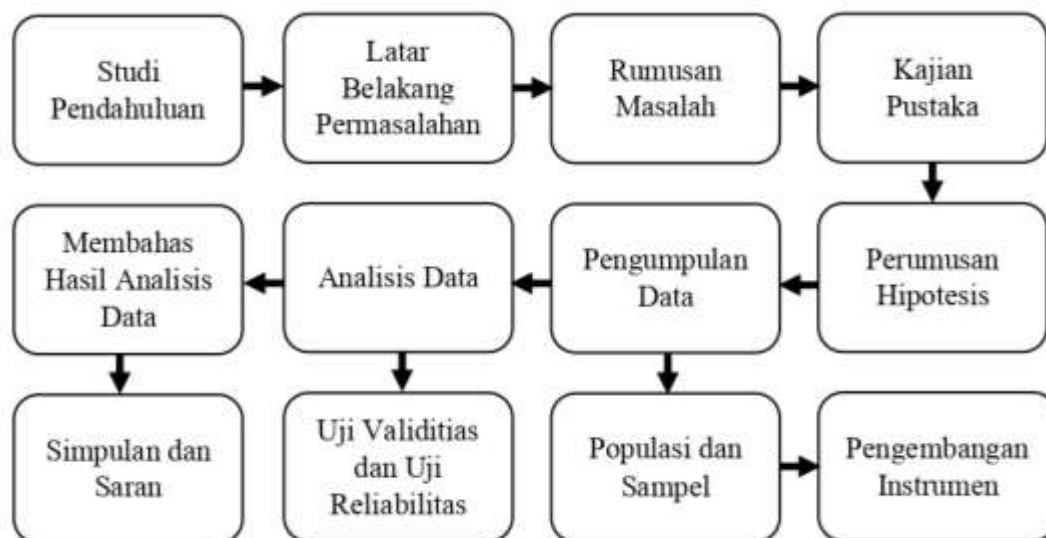 Studi
Pendahuluan
Latar
Belakang
Permasalahan
Rumusan
Masalah
Kajian
Pustaka
Membahas
Hasil Analisis
Data
Analisis Data
Pengumpulan
Data
Perumusan
Hipotesis
Simpulan dan
Saran
Uji Validitias
dan Uji
Reliabilitas
Populasi dan
Sampel
Pengembangan
Instrumen